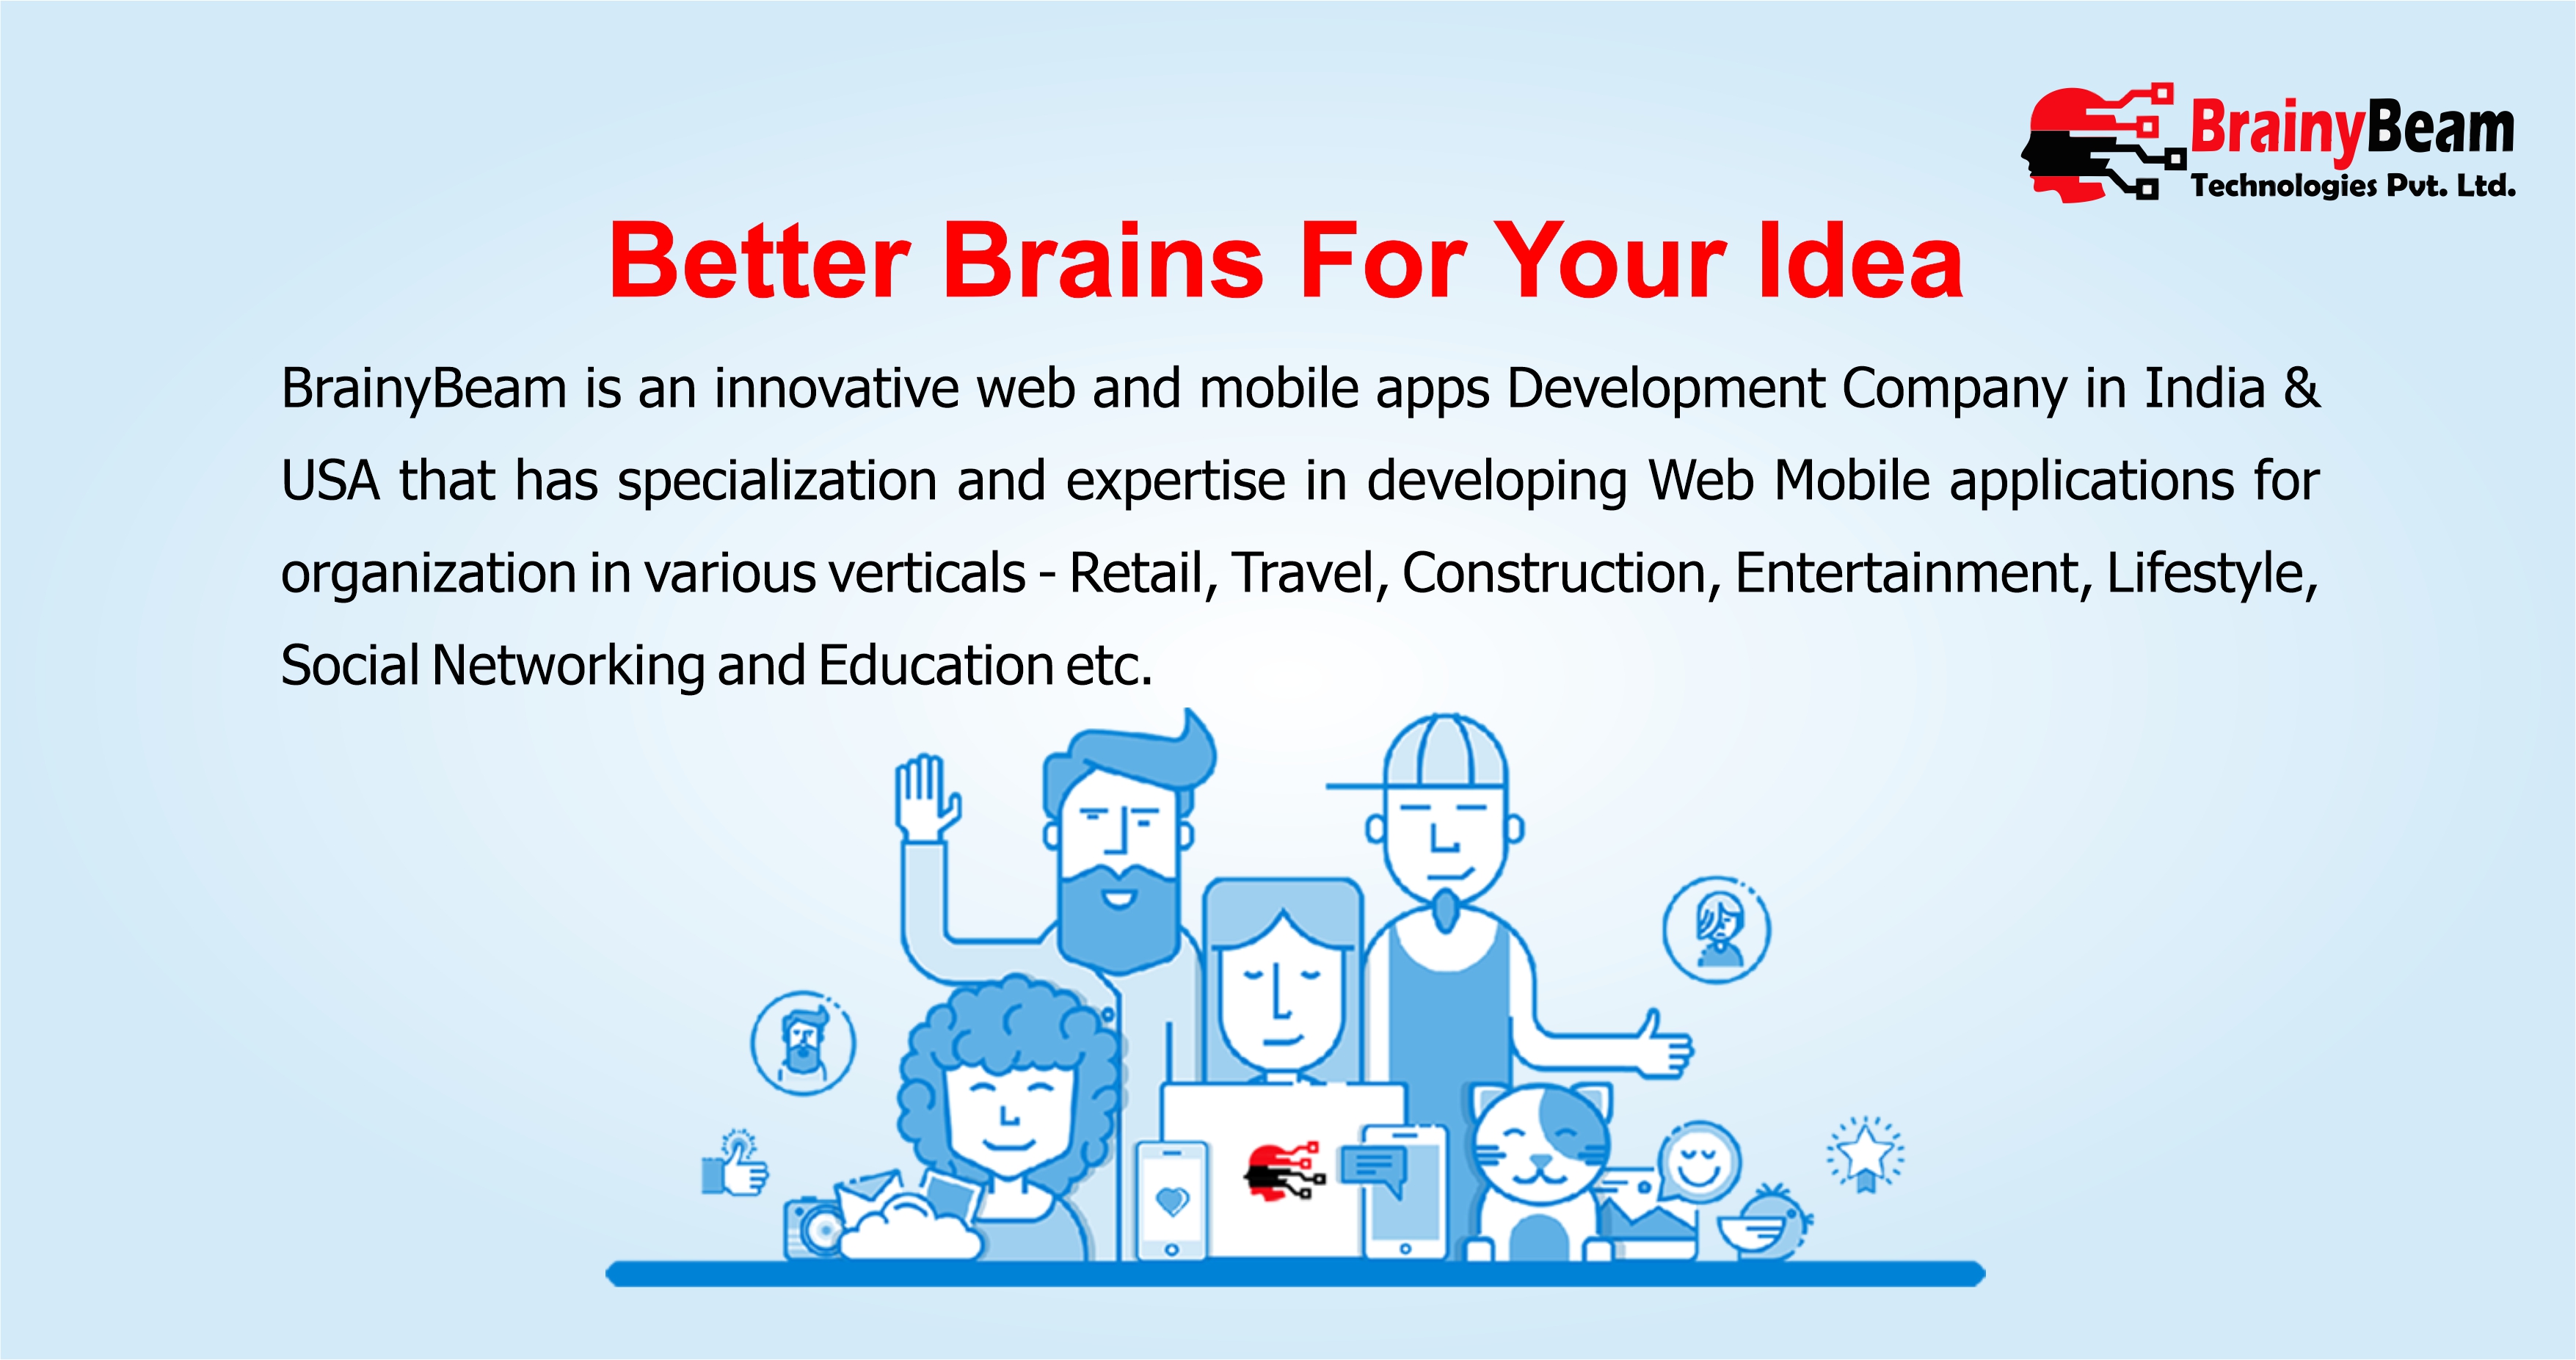 BrainyBeam
Technologies Pvt. Ltd.
Better Brains For Your Idea
BrainyBeam is an innovative web and mobile apps Development Company in India &
USA that has specialization and expertise in developing Web Mobile applications for
organization in various verticals - Retail, Travel, Construction, Entertainment, Lifestyle,
Social Networking and Education etc.